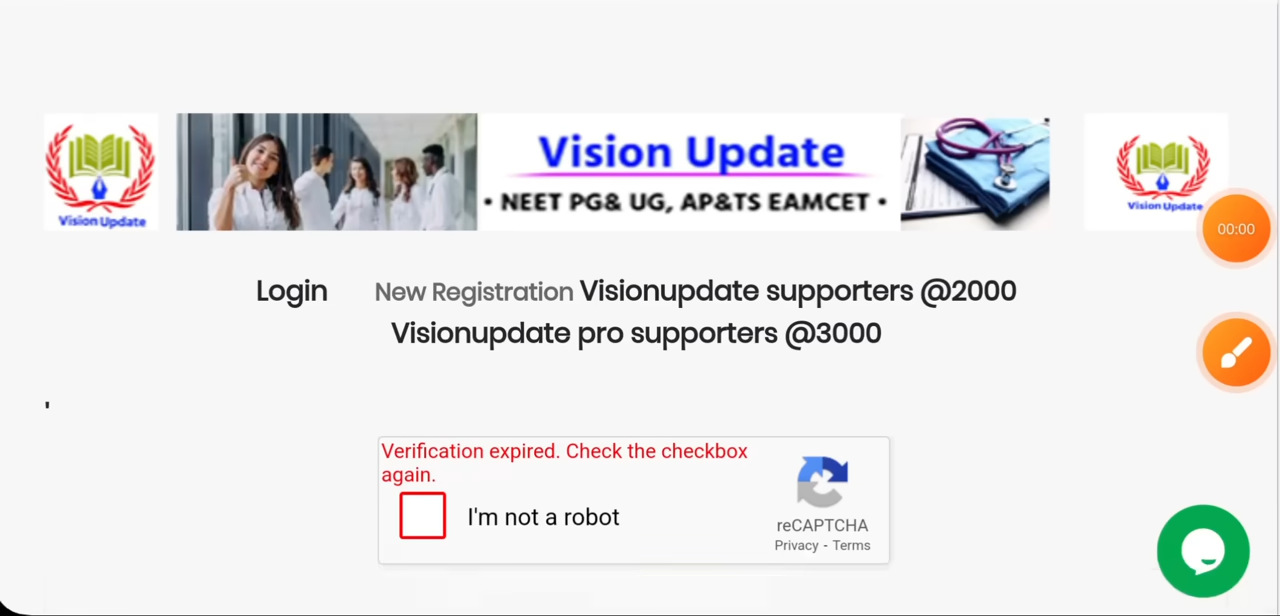 Vision Update
• NEET PG& UG, AP&TS EAMCET •
Vision Update
Vision Update
00:00
Login New Registration Visionupdate supporters @2000
Visionupdate pro supporters @3000
'
Verification expired. Check the checkbox
again.
I'm not a robot
reCAPTCHA
Privacy - Terms